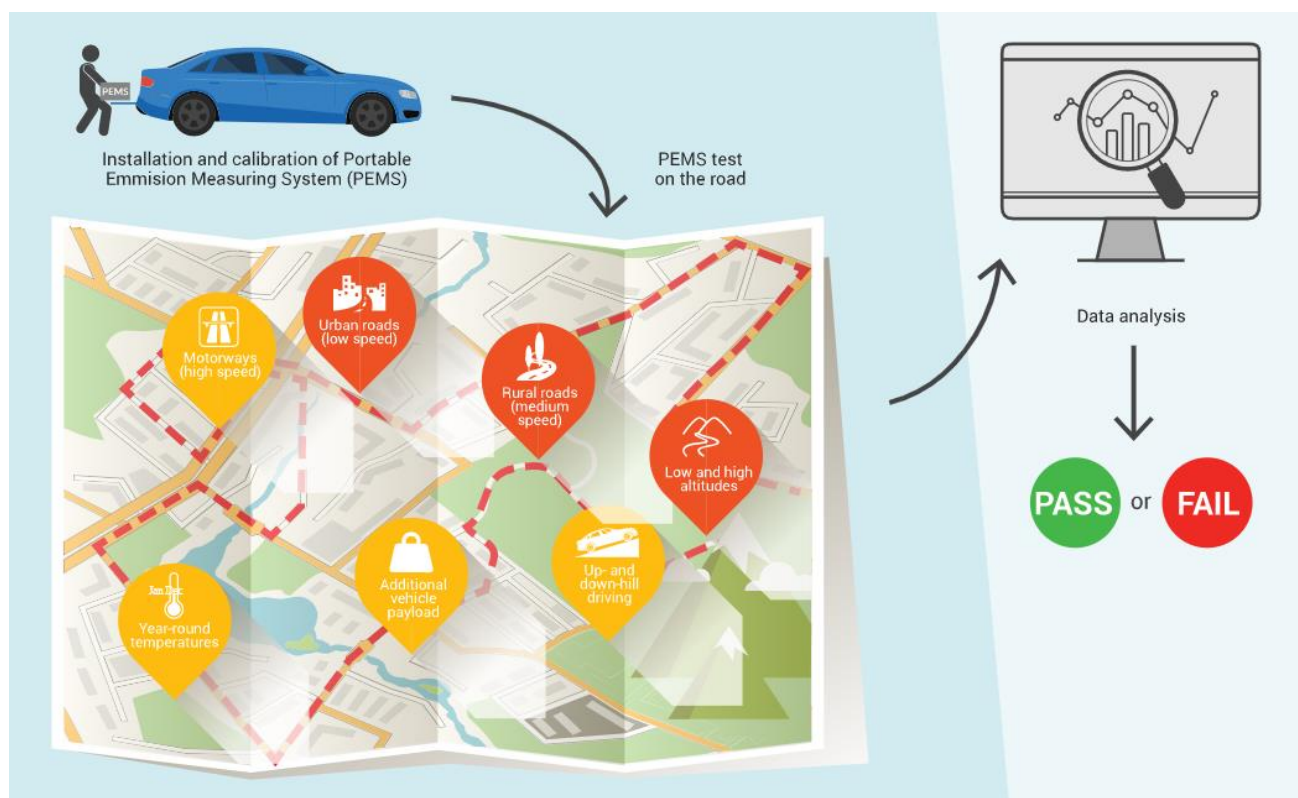 PEMS
Installation and calibration of Portable
Emmision Measuring System (PEMS)
PEMS test
on the road
Motorways
(high speed)
Urban roads
(low speed)
Rural roads
(medium
speed)
Low and high
altitudes
Jan Dec
Year-round
temperatures
Additional
vehicle
payload
Up- and
down-hill
driving
Data analysis
PASS or FAIL